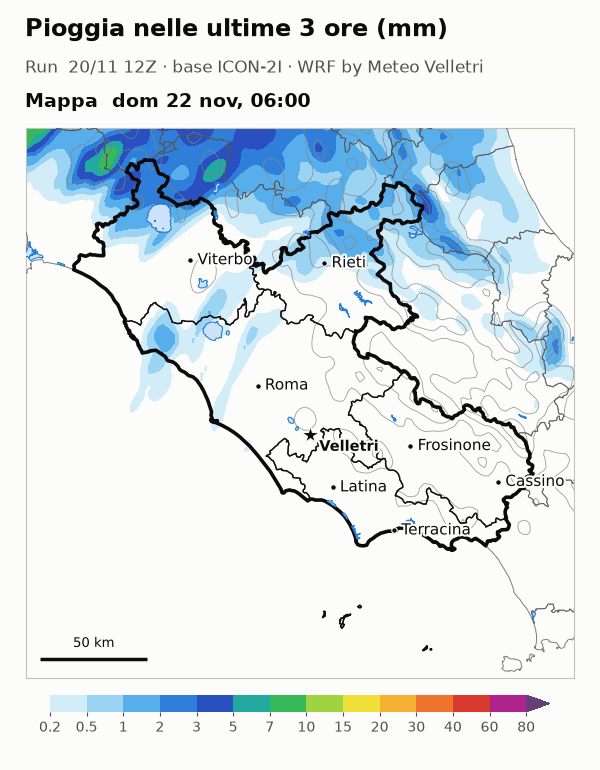 Pioggia nelle ultime 3 ore (mm)
Run  20/11 12Z · base ICON-2I · WRF by Meteo Velletri
Mappa  dom 22 nov, 06:00
Viterbo
Rieti
Roma
Velletri
Frosinone
Latina
Cassino
Terracina
50 km
0.2 0.5 1 2 3 5 7 10 15 20 30 40 60 80